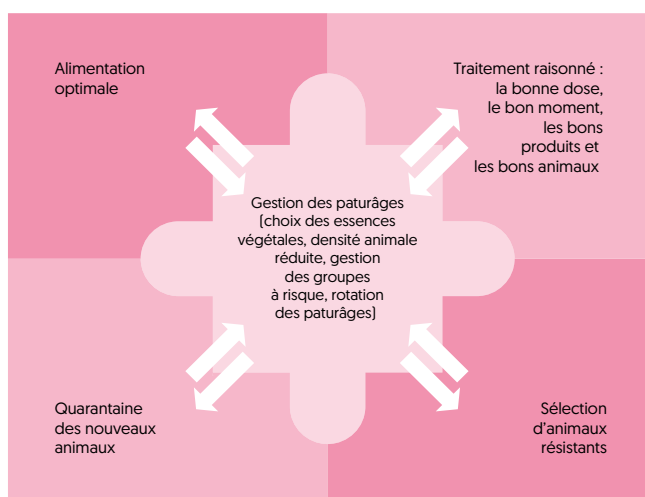 Alimentation
optimale
Traitement raisonné :
la bonne dose,
le bon moment,
les bons
produits et
les bons animaux
Gestion des paturâges
(choix des essences
végétales, densité animale
réduite, gestion
des groupes
à risque, rotation
des paturâges)
Quarantaine
des nouveaux
animaux
Sélection
d'animaux
résistants